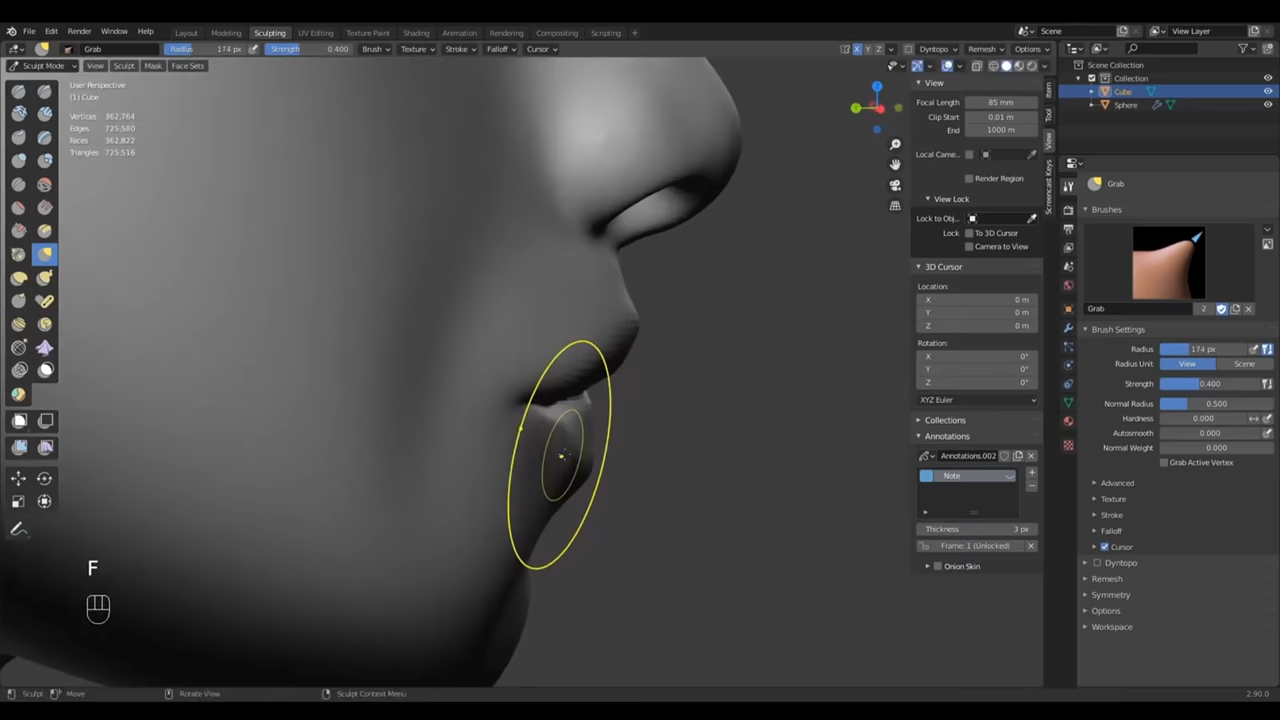 File Edit Render Window Help Layout Modeling Sculpting UV Editing Texture Paint Shading Animation Rendering Compositing Scripting + Scene View Layer
Grab Radius 174 px Strength 0.400 Brush Texture Stroke Falloff Cursor X Y Z Dyntopo Remesh Options
Sculpt Mode View Sculpt Mask Face Sets
User Perspective
(1) Cube
Vertices 362,764
Edges 725,580
Faces 362,822
Triangles 725,516
F
View
Focal Length 85 mm
Clip Start 0.01 m
End 1000 m
Local Came...
Render Region
View Lock
Lock to Obj...
Lock To 3D Cursor
Camera to View
3D Cursor
Location:
X 0 m
Y 0 m
Z 0 m
Rotation:
X 0°
Y 0°
Z 0°
XYZ Euler
Collections
Annotations
Annotations.002
Note
Thickness 3 px
Frame: 1 (Unlocked)
Onion Skin
Item
Tool
View
Screencast Keys
Scene Collection
Collection
Cube
Sphere
Grab
Brushes
Grab 2
Brush Settings
Radius 174 px
Radius Unit View Scene
Strength 0.400
Normal Radius 0.500
Hardness 0.000
Autosmooth 0.000
Normal Weight 0.000
Grab Active Vertex
Advanced
Texture
Stroke
Falloff
Cursor
Dyntopo
Remesh
Symmetry
Options
Workspace
Sculpt Move Rotate View Sculpt Context Menu 2.90.0